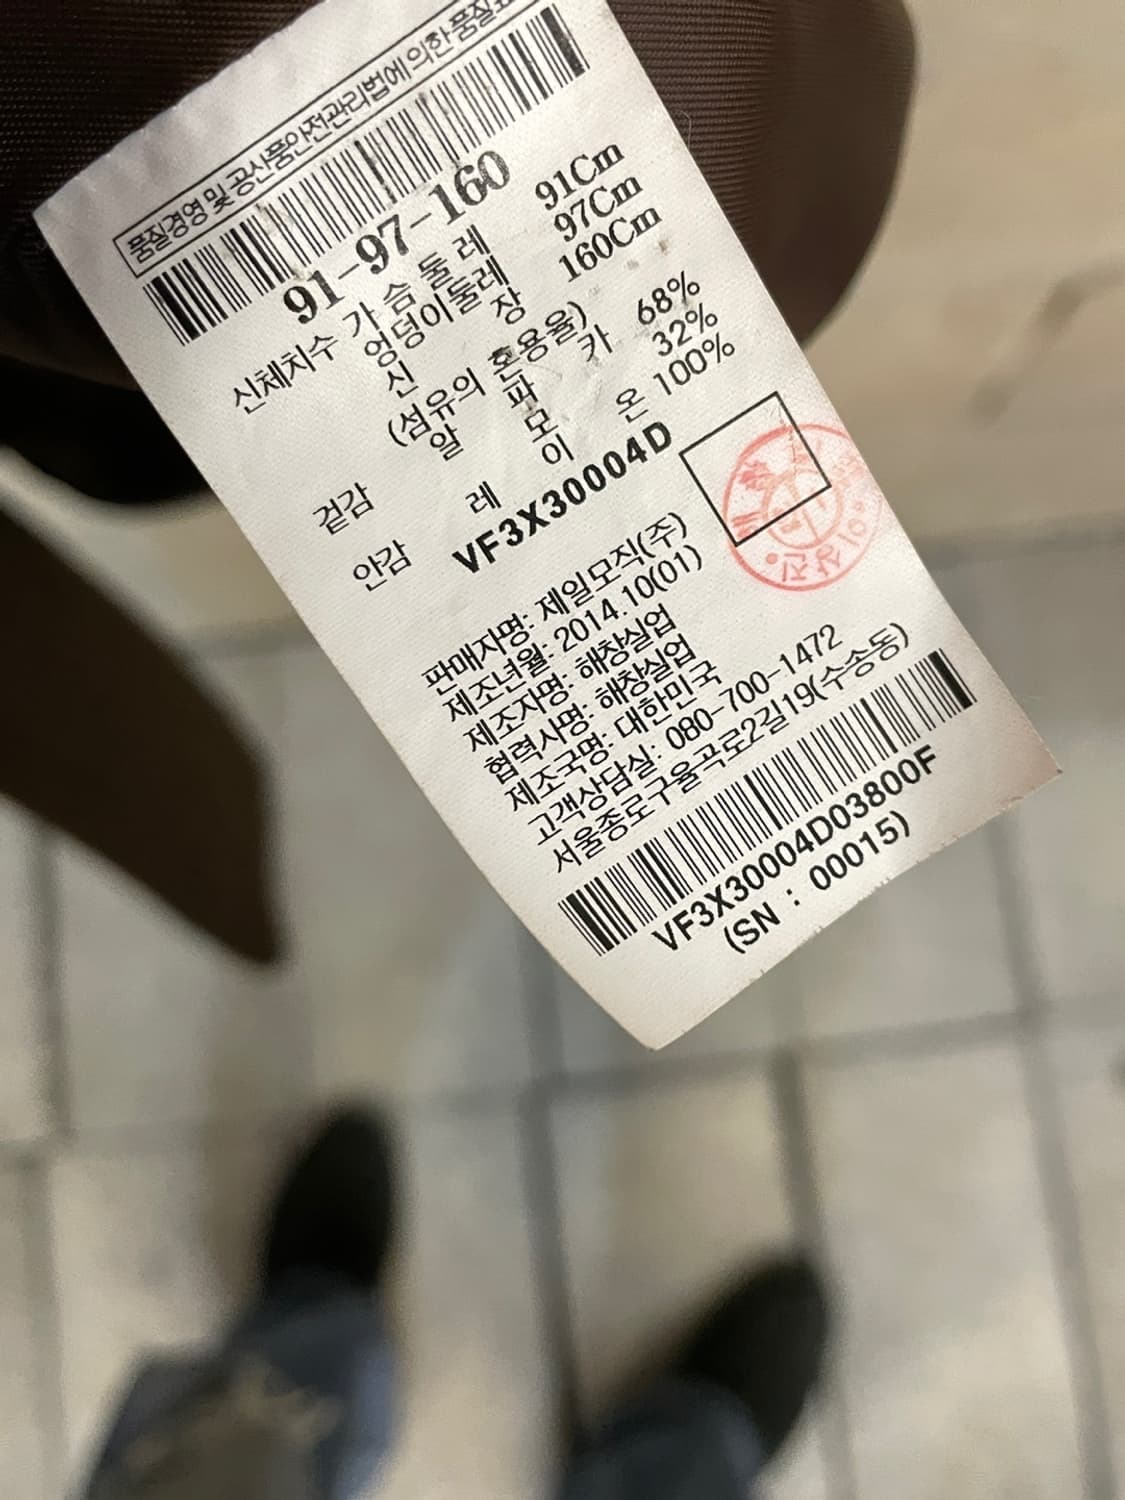 품질경영 및 공산품안전관리법에 의한 품질표
91-97-160
신체치수 가 슴 둘 레 91Cm
엉덩이둘레 97Cm
신 장 160Cm
(섬유의 혼용율)
겉감 알 파 카 68%
모 32%
안감 레 이 온 100%
VF3X30004D
판매자명: 제일모직(주)
제조년월: 2014.10(01)
제조자명: 해창실업
협력사명: 해창실업
제조국명: 대한민국
고객상담실: 080-700-1472
서울종로구율곡로2길19(수송동)
VF3X30004D03800F
(SN : 00015)